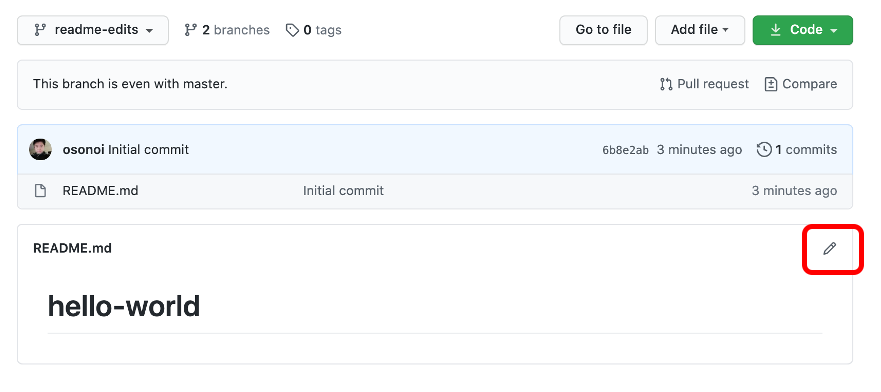 readme-edits 2 branches 0 tags Go to file Add file Code
This branch is even with master. Pull request Compare
osonoi Initial commit 6b8e2ab 3 minutes ago 1 commits
README.md Initial commit 3 minutes ago
README.md
hello-world